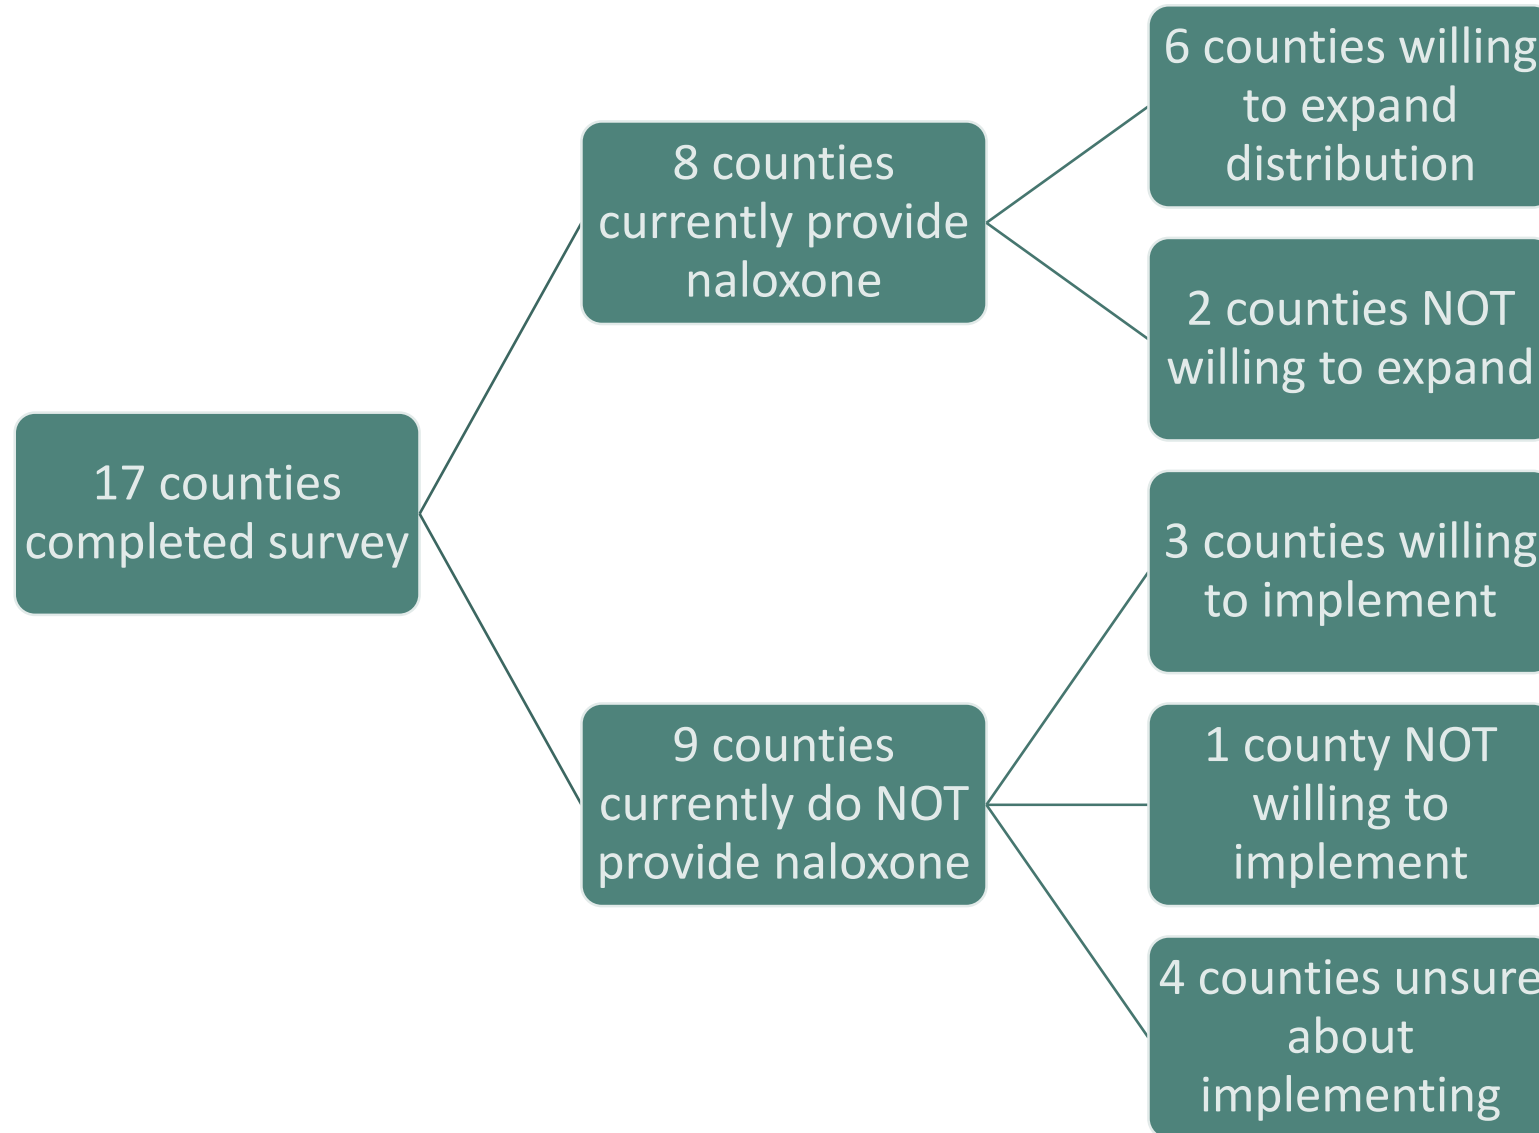 17 counties
completed survey
8 counties
currently provide
naloxone
6 counties willing
to expand
distribution
2 counties NOT
willing to expand
9 counties
currently do NOT
provide naloxone
3 counties willing
to implement
1 county NOT
willing to
implement
4 counties unsure
about
implementing